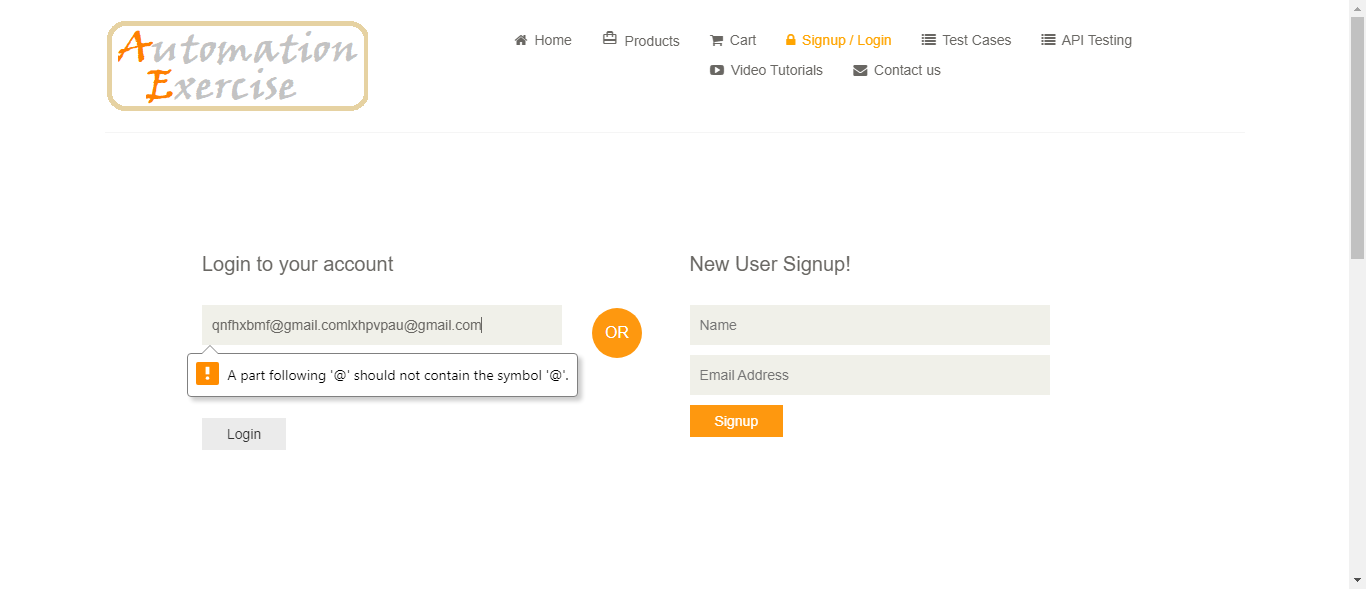 Automation
Exercise
Home Products Cart Signup / Login Test Cases API Testing
Video Tutorials Contact us
Login to your account
qnfhxbmf@gmail.comlxhpvpau@gmail.com
A part following '@' should not contain the symbol '@'.
Login
OR
New User Signup!
Name
Email Address
Signup